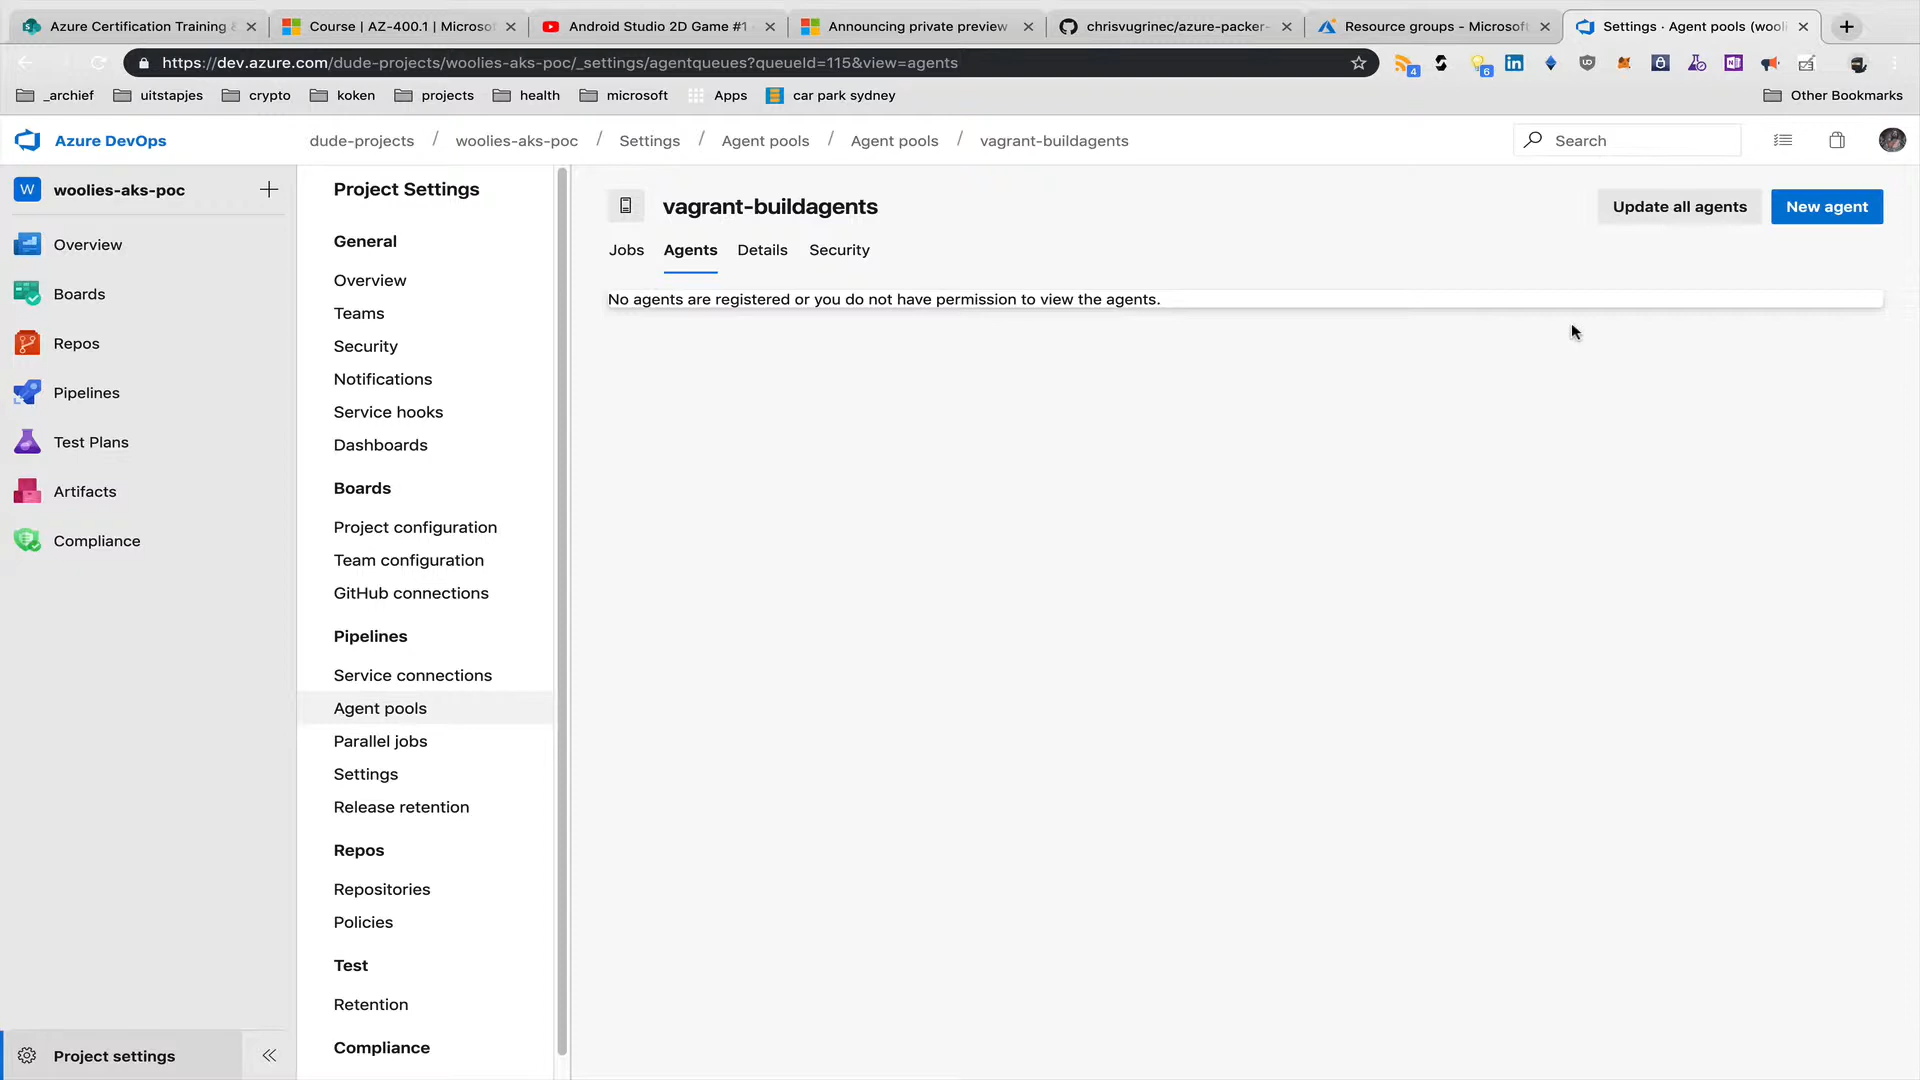 Azure Certification Training &
Course | AZ-400.1 | Microsof
Android Studio 2D Game #1
Announcing private preview
chrisvugrinec/azure-packer-
Resource groups - Microsoft
Settings · Agent pools (wooli
https://dev.azure.com/dude-projects/woolies-aks-poc/_settings/agentqueues?queueId=115&view=agents
4
6
_archief
uitstapjes
crypto
koken
projects
health
microsoft
Apps
car park sydney
Other Bookmarks
Azure DevOps
dude-projects / woolies-aks-poc / Settings / Agent pools / Agent pools / vagrant-buildagents
Search
W woolies-aks-poc
Overview
Boards
Repos
Pipelines
Test Plans
Artifacts
Compliance
Project settings
Project Settings
General
Overview
Teams
Security
Notifications
Service hooks
Dashboards
Boards
Project configuration
Team configuration
GitHub connections
Pipelines
Service connections
Agent pools
Parallel jobs
Settings
Release retention
Repos
Repositories
Policies
Test
Retention
Compliance
vagrant-buildagents
Update all agents
New agent
Jobs
Agents
Details
Security
No agents are registered or you do not have permission to view the agents.